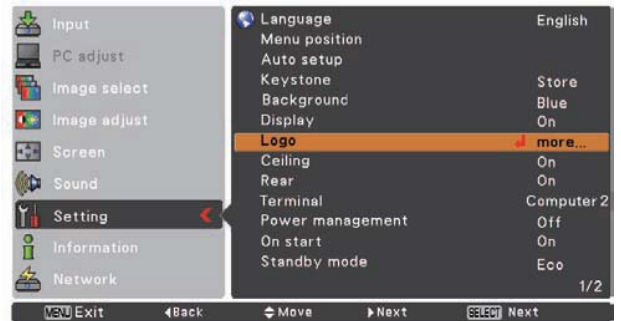 Input
PC adjust
Image select
Image adjust
Screen
Sound
Setting
Information
Network
Language English
Menu position
Auto setup
Keystone Store
Background Blue
Display On
Logo more...
Ceiling On
Rear On
Terminal Computer 2
Power management Off
On start On
Standby mode Eco
1/2
MENU Exit Back Move Next SELECT Next